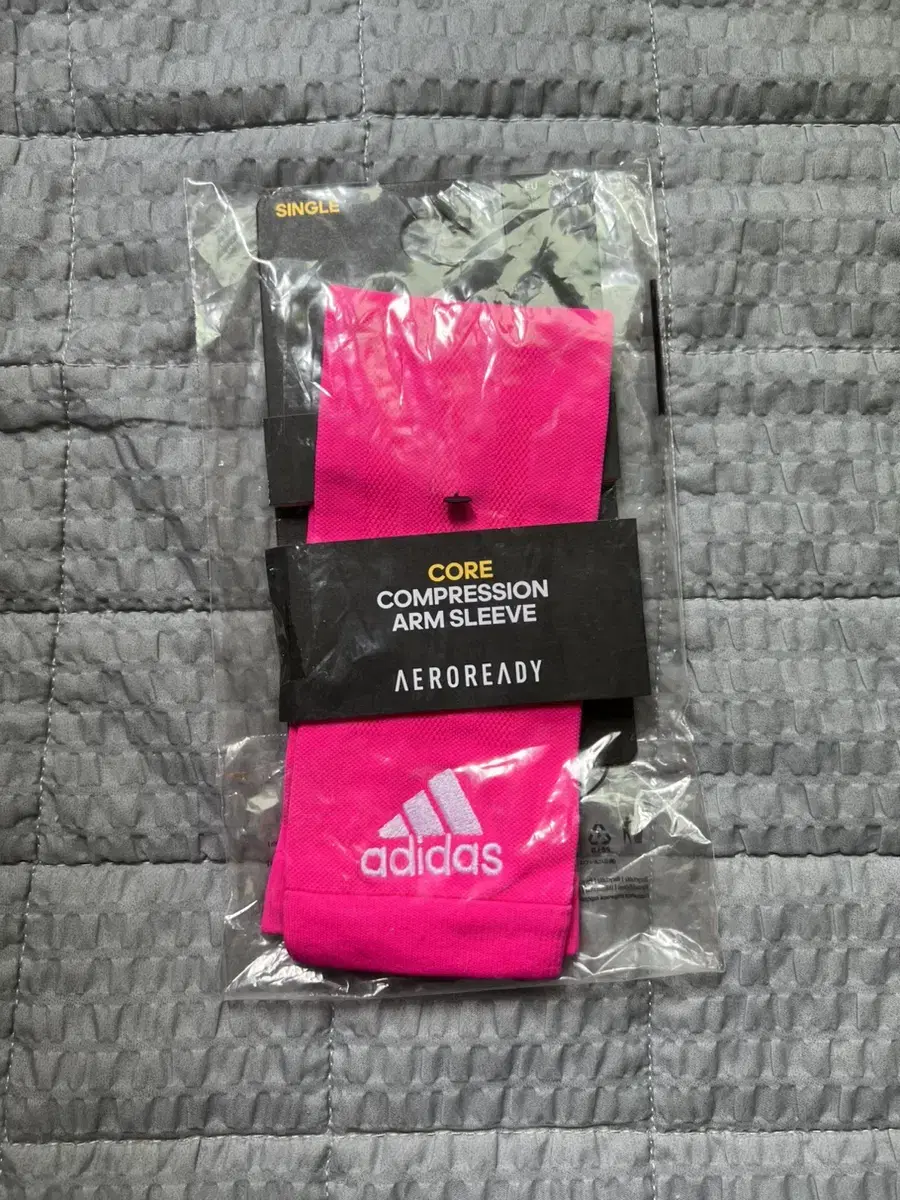 SINGLE
CORE
COMPRESSION
ARM SLEEVE
AEROREADY
adidas